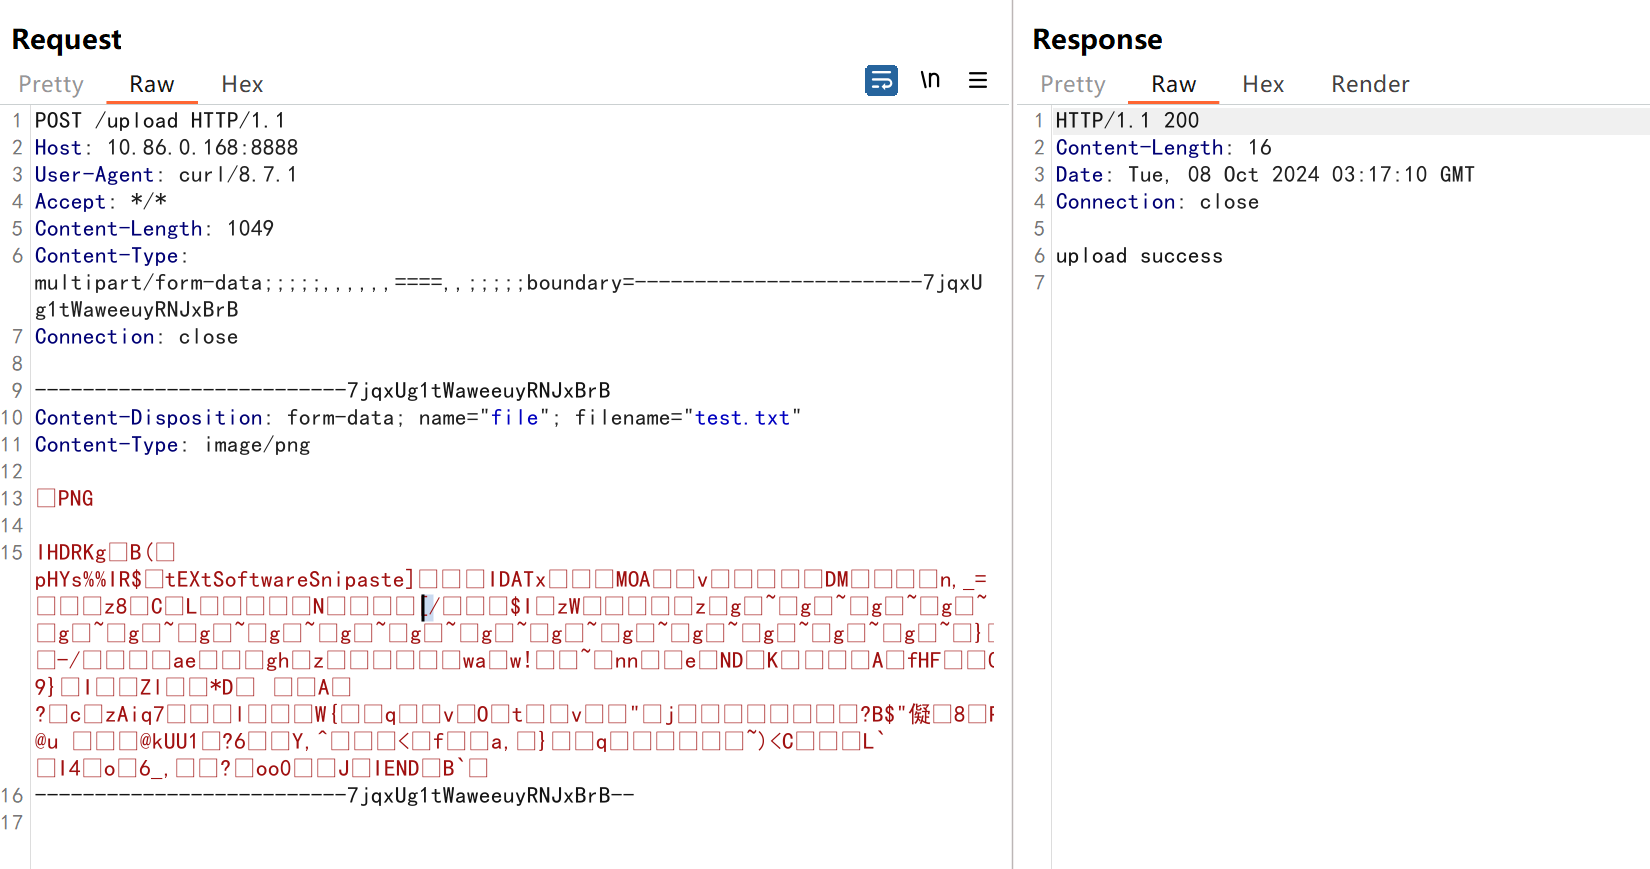 Request
Pretty Raw Hex
\n
1 POST /upload HTTP/1.1
2 Host: 10.86.0.168:8888
3 User-Agent: curl/8.7.1
4 Accept: */*
5 Content-Length: 1049
6 Content-Type:
multipart/form-data;;;;;,,,,,,====,,;;;;;boundary=------------------------7jqxU
g1tWaweeuyRNJxBrB
7 Connection: close
8
9 --------------------------7jqxUg1tWaweeuyRNJxBrB
10 Content-Disposition: form-data; name="file"; filename="test.txt"
11 Content-Type: image/png
12
13 □PNG
14
15 IHDRKg□B(□
pHYs%%IR$□tEXtSoftwareSnipaste]□□□IDATx□□□MOA□□v□□□□□DM□□□□n,_=
□□□z8□C□L□□□□□N□□□□[/□□□$I□zW□□□□□z□g□~□g□~□g□~□g□~
□g□~□g□~□g□~□g□~□g□~□g□~□g□~□g□~□g□~□g□~□g□~□g□~□g□~□}□
□-/□□□□ae□□□gh□z□□□□□□wa□w!□□~□nn□□e□ND□K□□□□A□fHF□□
9}□I□□ZI□□*D□ □□A□
?□c□zAiq7□□□I□□□W{□□q□□v□O□t□□v□□"□j□□□□□□□□?B$"儗□8□
@u □□□@kUU1□?6□□Y,^□□□<□f□□a,□}□□q□□□□□□~)<C□□□L`
□I4□o□6_,□□?□oo0□□J□IEND□B`□
16 --------------------------7jqxUg1tWaweeuyRNJxBrB--
17
Response
Pretty Raw Hex Render
1 HTTP/1.1 200
2 Content-Length: 16
3 Date: Tue, 08 Oct 2024 03:17:10 GMT
4 Connection: close
5
6 upload success
7